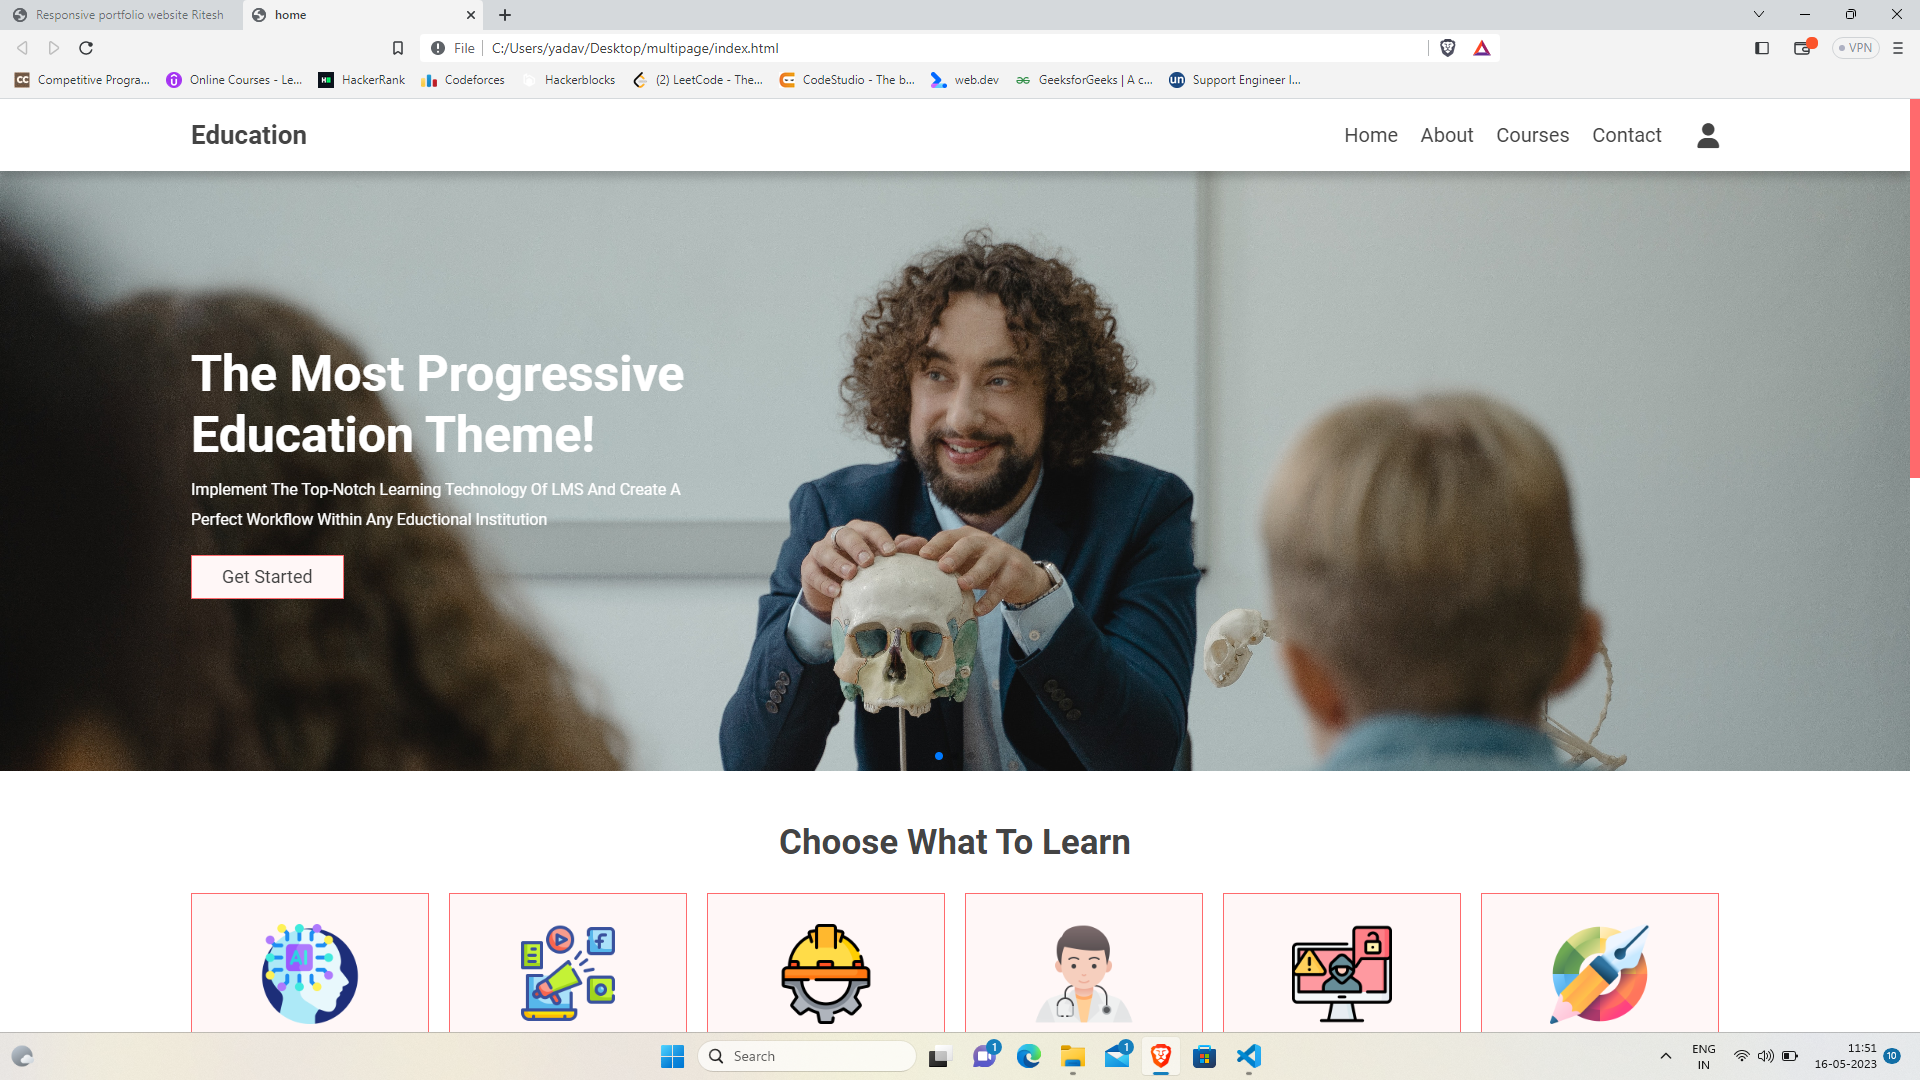 Responsive portfolio website Ritesh
home
File
C:/Users/yadav/Desktop/multipage/index.html
VPN
Competitive Progra...
Online Courses - Le...
HackerRank
Codeforces
Hackerblocks
(2) LeetCode - The...
CodeStudio - The b...
web.dev
GeeksforGeeks | A c...
Support Engineer I...
Education
Home
About
Courses
Contact
The Most Progressive
Education Theme!
Implement The Top-Notch Learning Technology Of LMS And Create A
Perfect Workflow Within Any Eductional Institution
Get Started
Choose What To Learn
AI
Search
1
1
ENG
IN
11:51
16-05-2023
10